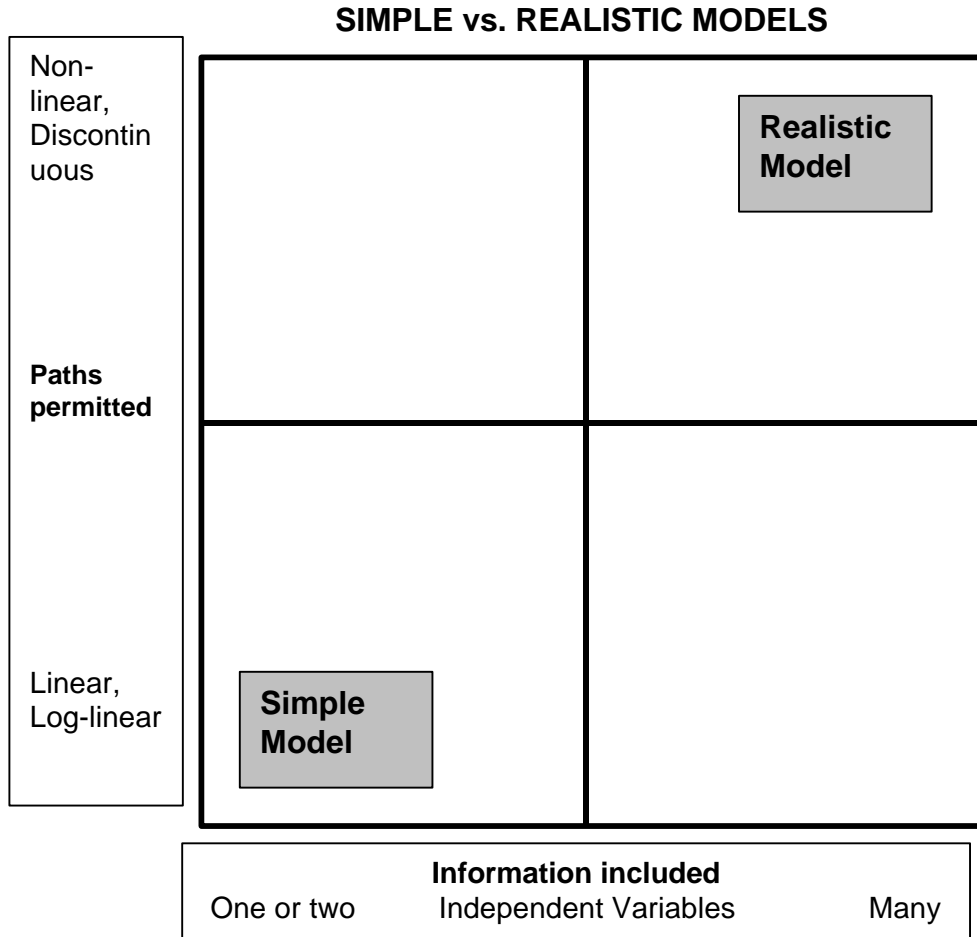 SIMPLE vs. REALISTIC MODELS
Non-
linear,
Discontin
uous
Realistic
Model
Paths
permitted
Linear,
Log-linear
Simple
Model
Information included
One or two Independent Variables Many